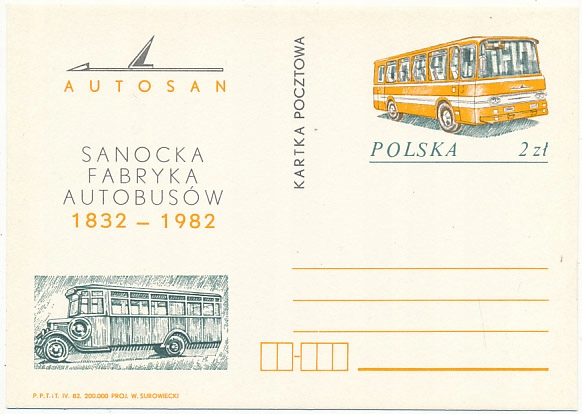 AUTOSAN
SANOCKA
FABRYKA
AUTOBUSÓW
1832 – 1982
P.P.T.i.T. IV. 82. 200.000 PROJ. W. SUROWIECKI
KARTKA POCZTOWA
POLSKA 2 zł